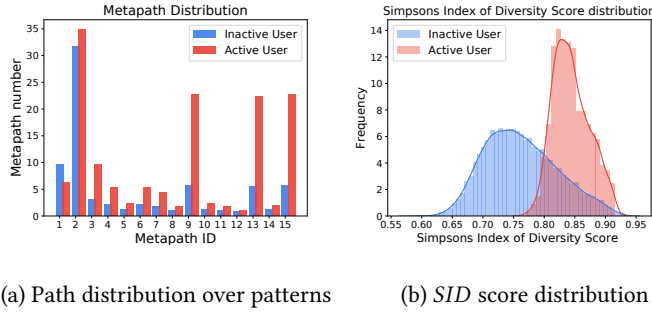 Metapath Distribution
Inactive User
Active User
Metapath number
35
30
25
20
15
10
5
0
1 2 3 4 5 6 7 8 9 10 11 12 13 14 15
Metapath ID
(a) Path distribution over patterns
Simpsons Index of Diversity Score distribution
Inactive User
Active User
Frequency
14
12
10
8
6
4
2
0
0.55 0.60 0.65 0.70 0.75 0.80 0.85 0.90 0.95
Simpsons Index of Diversity Score
(b) SID score distribution